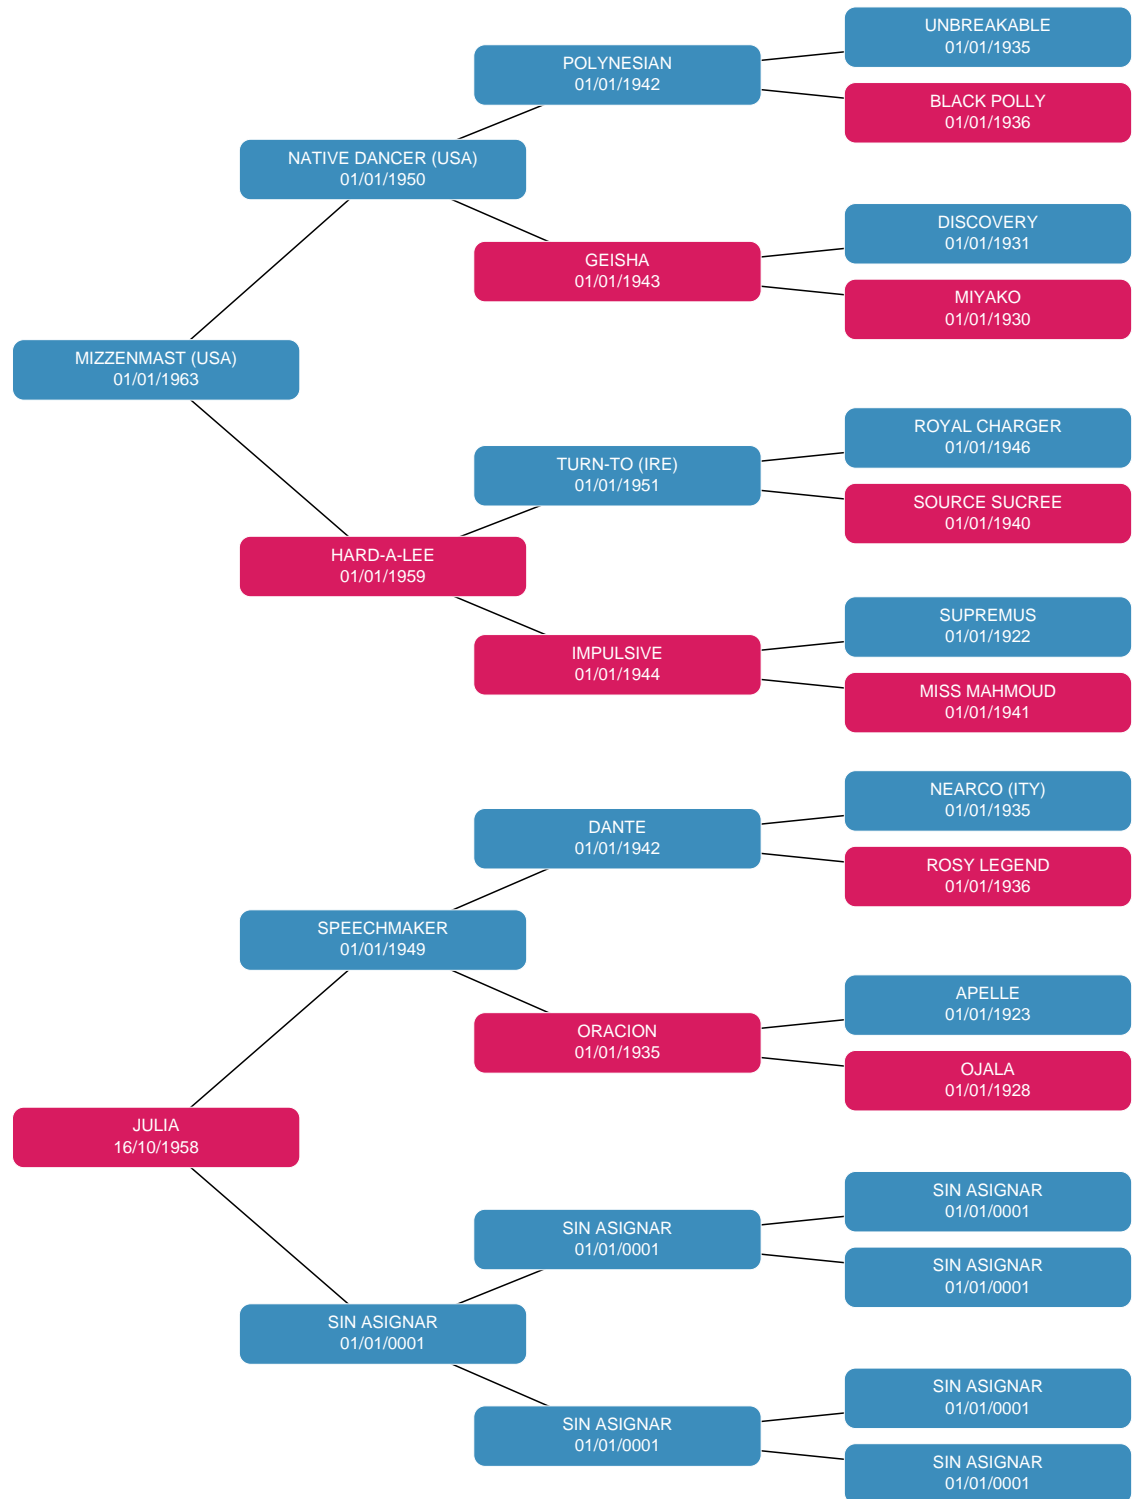 UNBREAKABLE
01/01/1935
POLYNESIAN
01/01/1942
BLACK POLLY
01/01/1936
NATIVE DANCER (USA)
01/01/1950
DISCOVERY
01/01/1931
GEISHA
01/01/1943
MIYAKO
01/01/1930
MIZZENMAST (USA)
01/01/1963
ROYAL CHARGER
01/01/1946
TURN-TO (IRE)
01/01/1951
SOURCE SUCREE
01/01/1940
HARD-A-LEE
01/01/1959
SUPREMUS
01/01/1922
IMPULSIVE
01/01/1944
MISS MAHMOUD
01/01/1941
NEARCO (ITY)
01/01/1935
DANTE
01/01/1942
ROSY LEGEND
01/01/1936
SPEECHMAKER
01/01/1949
APELLE
01/01/1923
ORACION
01/01/1935
OJALA
01/01/1928
JULIA
16/10/1958
SIN ASIGNAR
01/01/0001
SIN ASIGNAR
01/01/0001
SIN ASIGNAR
01/01/0001
SIN ASIGNAR
01/01/0001
SIN ASIGNAR
01/01/0001
SIN ASIGNAR
01/01/0001
SIN ASIGNAR
01/01/0001